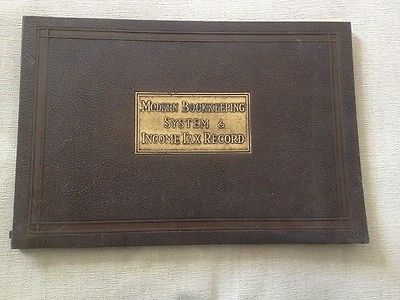 MODERN BOOKKEEPING
SYSTEM &
INCOME TAX RECORD